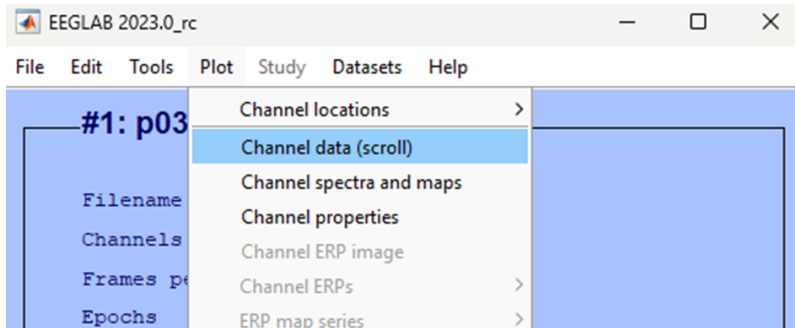 EEGLAB 2023.0_rc
File Edit Tools Plot Study Datasets Help
#1: p03
Channel locations
Channel data (scroll)
Channel spectra and maps
Filename
Channel properties
Channels
Channel ERP image
Frames pe
Channel ERPs
Epochs
ERP map series